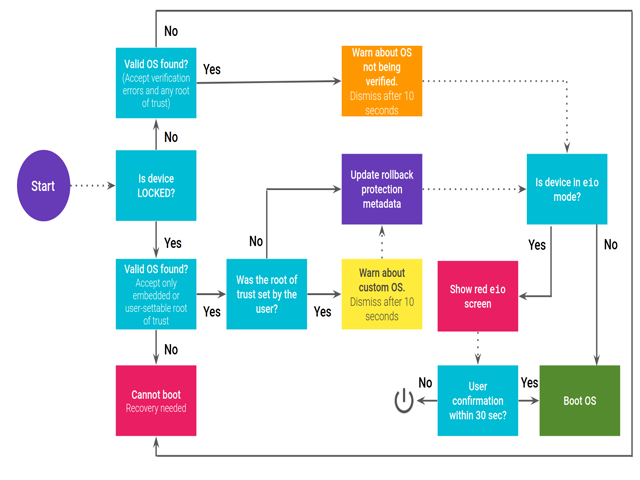 No
Valid OS found?
(Accept verification
errors and any root
of trust)
Yes
Warn about OS
not being
verified.
Dismiss after 10
seconds
No
Start
Is device
LOCKED?
Update rollback
protection
metadata
Is device in eio
mode?
Yes
No
Valid OS found?
Accept only
embedded or
user-settable root
of trust
Yes
Was the root of
trust set by the
user?
Yes
Warn about
custom OS.
Dismiss after 10
seconds
Yes
No
Show red eio
screen
No
Cannot boot
Recovery needed
No
User
confirmation
within 30 sec?
Yes
Boot OS